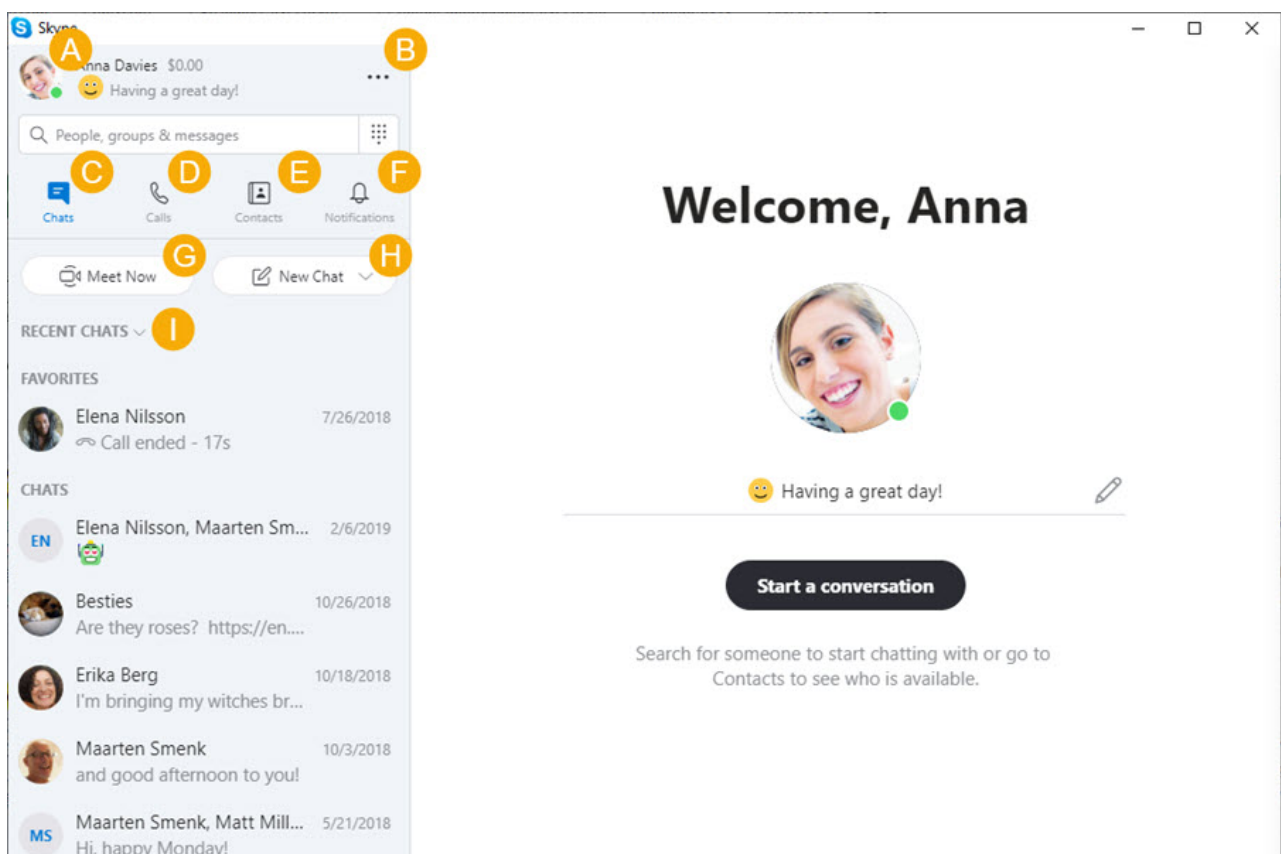 Skype
A
B
Anna Davies $0.00
Having a great day!
People, groups & messages
C
D
E
F
Chats
Calls
Contacts
Notifications
G
H
Meet Now
New Chat
RECENT CHATS
I
FAVORITES
Elena Nilsson 7/26/2018
Call ended - 17s
CHATS
EN
Elena Nilsson, Maarten Sm... 2/6/2019
Besties 10/26/2018
Are they roses? https://en....
Erika Berg 10/18/2018
I'm bringing my witches br...
Maarten Smenk 10/3/2018
and good afternoon to you!
MS
Maarten Smenk, Matt Mill... 5/21/2018
Hi, happy Monday!
Welcome, Anna
Having a great day!
Start a conversation
Search for someone to start chatting with or go to
Contacts to see who is available.